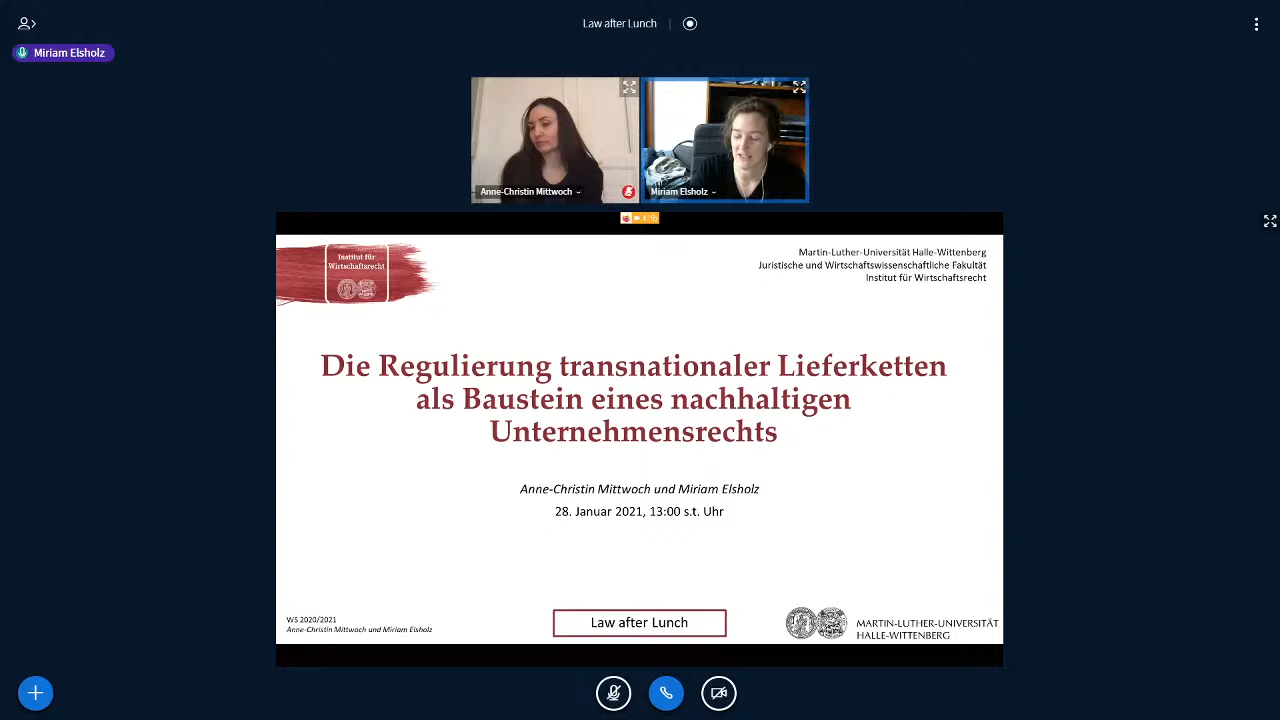 Law after Lunch
Miriam Elsholz
Anne-Christin Mittwoch
Miriam Elsholz
Institut für
Wirtschaftsrecht
Martin-Luther-Universität Halle-Wittenberg
Juristische und Wirtschaftswissenschaftliche Fakultät
Institut für Wirtschaftsrecht
Die Regulierung transnationaler Lieferketten
als Baustein eines nachhaltigen
Unternehmensrechts
Anne-Christin Mittwoch und Miriam Elsholz
28. Januar 2021, 13:00 s.t. Uhr
WS 2020/2021
Anne-Christin Mittwoch und Miriam Elsholz
Law after Lunch
MARTIN-LUTHER-UNIVERSITÄT
HALLE-WITTENBERG